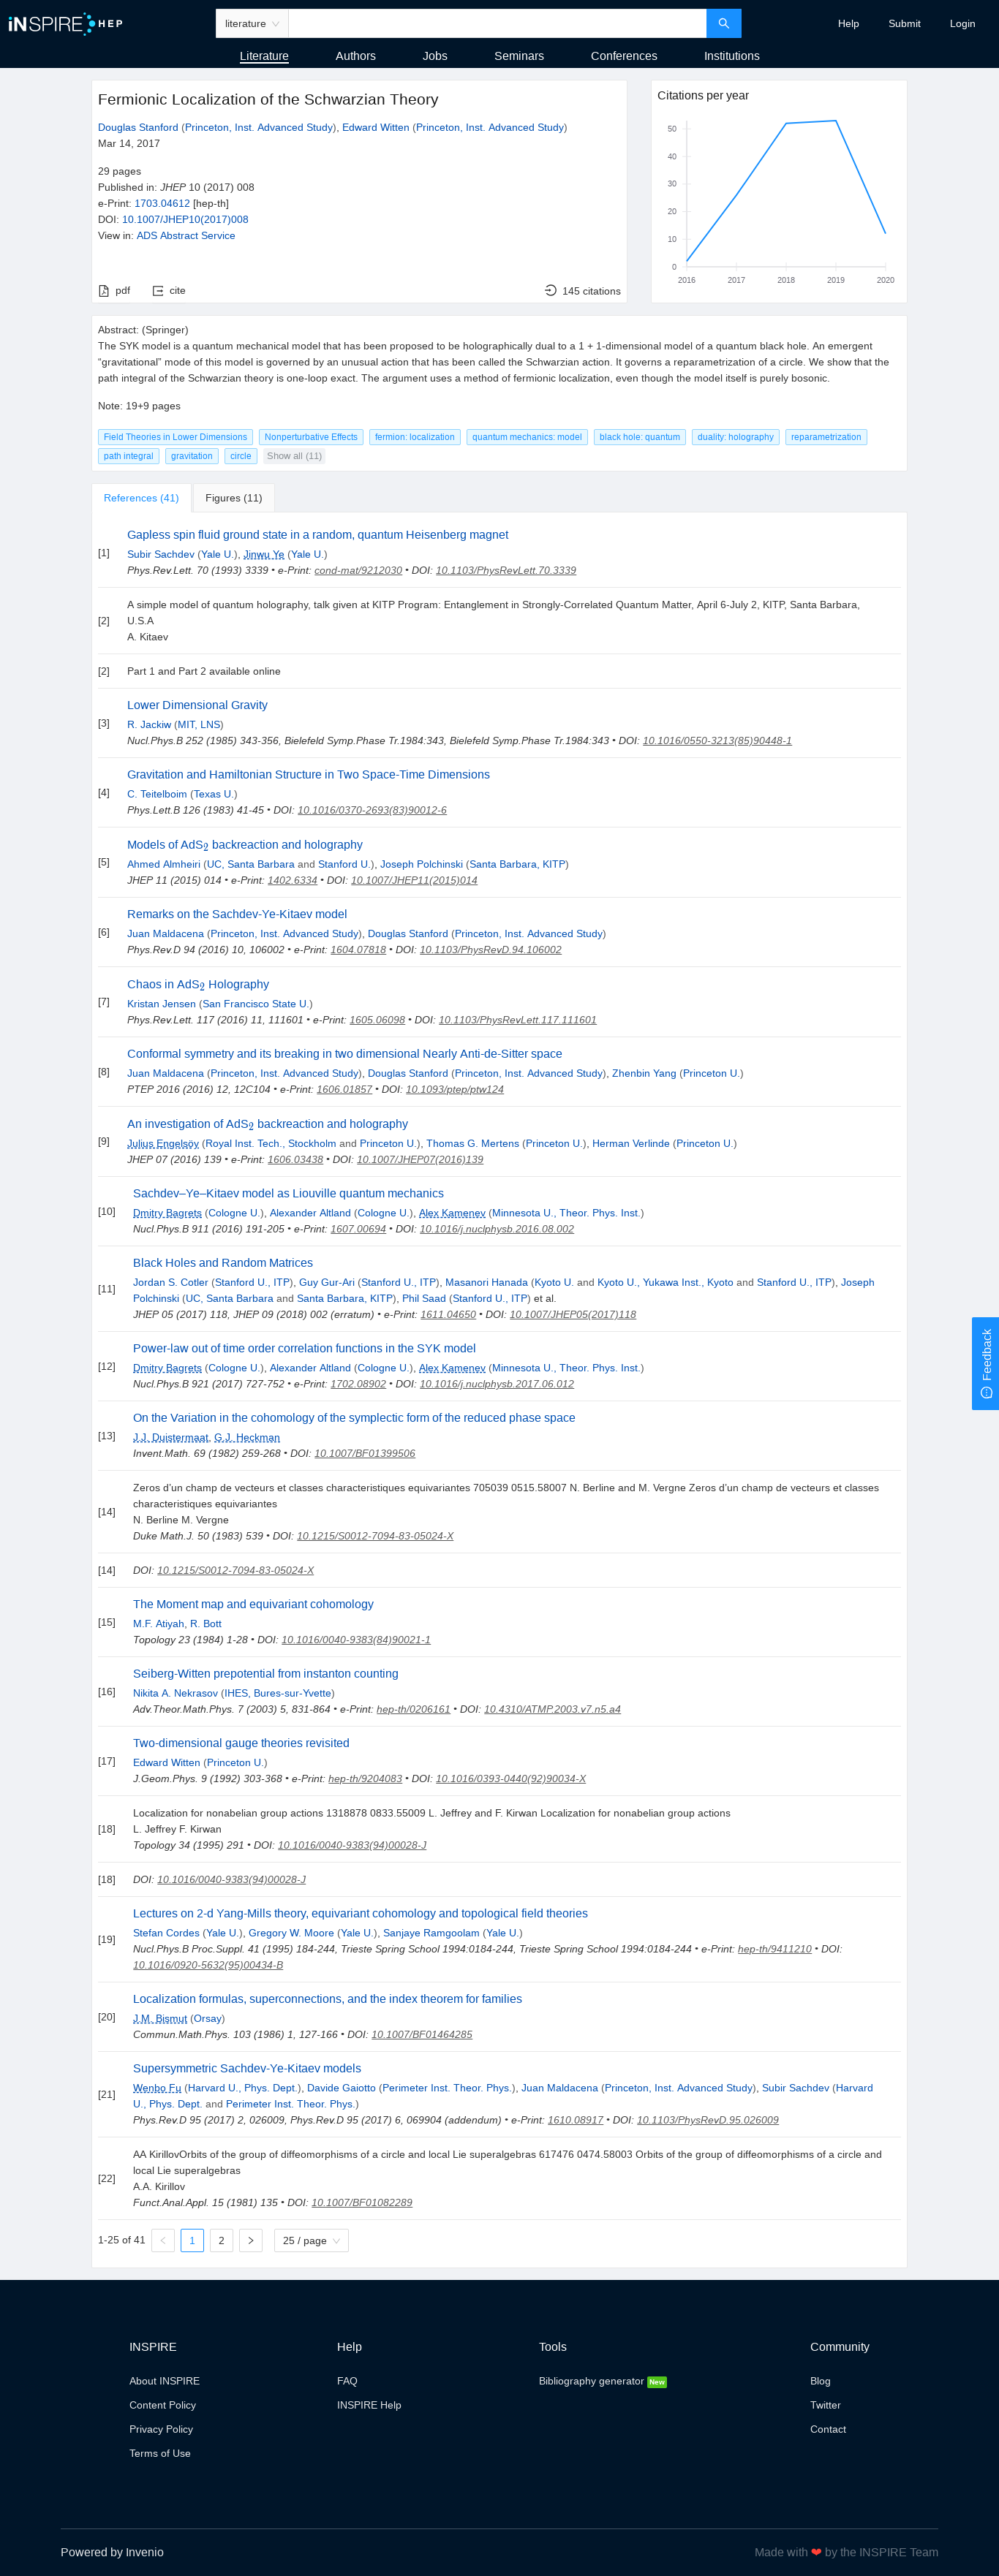 iNSPIRE HEP
literature
Help
Submit
Login
Literature
Authors
Jobs
Seminars
Conferences
Institutions
Fermionic Localization of the Schwarzian Theory
Douglas Stanford (Princeton, Inst. Advanced Study), Edward Witten (Princeton, Inst. Advanced Study)
Mar 14, 2017
29 pages
Published in: JHEP 10 (2017) 008
e-Print: 1703.04612 [hep-th]
DOI: 10.1007/JHEP10(2017)008
View in: ADS Abstract Service
pdf
cite
145 citations
Citations per year
50
40
30
20
10
0
2016 2017 2018 2019 2020
Abstract: (Springer)
The SYK model is a quantum mechanical model that has been proposed to be holographically dual to a 1 + 1-dimensional model of a quantum black hole. An emergent
“gravitational” mode of this model is governed by an unusual action that has been called the Schwarzian action. It governs a reparametrization of a circle. We show that the
path integral of the Schwarzian theory is one-loop exact. The argument uses a method of fermionic localization, even though the model itself is purely bosonic.
Note: 19+9 pages
Field Theories in Lower Dimensions Nonperturbative Effects fermion: localization quantum mechanics: model black hole: quantum duality: holography reparametrization
path integral gravitation circle Show all (11)
References (41) Figures (11)
Gapless spin fluid ground state in a random, quantum Heisenberg magnet
[1] Subir Sachdev (Yale U.), Jinwu Ye (Yale U.)
Phys.Rev.Lett. 70 (1993) 3339 • e-Print: cond-mat/9212030 • DOI: 10.1103/PhysRevLett.70.3339
A simple model of quantum holography, talk given at KITP Program: Entanglement in Strongly-Correlated Quantum Matter, April 6-July 2, KITP, Santa Barbara,
[2] U.S.A
A. Kitaev
[2] Part 1 and Part 2 available online
Lower Dimensional Gravity
[3] R. Jackiw (MIT, LNS)
Nucl.Phys.B 252 (1985) 343-356, Bielefeld Symp.Phase Tr.1984:343, Bielefeld Symp.Phase Tr.1984:343 • DOI: 10.1016/0550-3213(85)90448-1
Gravitation and Hamiltonian Structure in Two Space-Time Dimensions
[4] C. Teitelboim (Texas U.)
Phys.Lett.B 126 (1983) 41-45 • DOI: 10.1016/0370-2693(83)90012-6
Models of AdS2 backreaction and holography
[5] Ahmed Almheiri (UC, Santa Barbara and Stanford U.), Joseph Polchinski (Santa Barbara, KITP)
JHEP 11 (2015) 014 • e-Print: 1402.6334 • DOI: 10.1007/JHEP11(2015)014
Remarks on the Sachdev-Ye-Kitaev model
[6] Juan Maldacena (Princeton, Inst. Advanced Study), Douglas Stanford (Princeton, Inst. Advanced Study)
Phys.Rev.D 94 (2016) 10, 106002 • e-Print: 1604.07818 • DOI: 10.1103/PhysRevD.94.106002
Chaos in AdS2 Holography
[7] Kristan Jensen (San Francisco State U.)
Phys.Rev.Lett. 117 (2016) 11, 111601 • e-Print: 1605.06098 • DOI: 10.1103/PhysRevLett.117.111601
Conformal symmetry and its breaking in two dimensional Nearly Anti-de-Sitter space
[8] Juan Maldacena (Princeton, Inst. Advanced Study), Douglas Stanford (Princeton, Inst. Advanced Study), Zhenbin Yang (Princeton U.)
PTEP 2016 (2016) 12, 12C104 • e-Print: 1606.01857 • DOI: 10.1093/ptep/ptw124
An investigation of AdS2 backreaction and holography
[9] Julius Engelsöy (Royal Inst. Tech., Stockholm and Princeton U.), Thomas G. Mertens (Princeton U.), Herman Verlinde (Princeton U.)
JHEP 07 (2016) 139 • e-Print: 1606.03438 • DOI: 10.1007/JHEP07(2016)139
Sachdev–Ye–Kitaev model as Liouville quantum mechanics
[10] Dmitry Bagrets (Cologne U.), Alexander Altland (Cologne U.), Alex Kamenev (Minnesota U., Theor. Phys. Inst.)
Nucl.Phys.B 911 (2016) 191-205 • e-Print: 1607.00694 • DOI: 10.1016/j.nuclphysb.2016.08.002
Black Holes and Random Matrices
Jordan S. Cotler (Stanford U., ITP), Guy Gur-Ari (Stanford U., ITP), Masanori Hanada (Kyoto U. and Kyoto U., Yukawa Inst., Kyoto and Stanford U., ITP), Joseph
[11] Polchinski (UC, Santa Barbara and Santa Barbara, KITP), Phil Saad (Stanford U., ITP) et al.
JHEP 05 (2017) 118, JHEP 09 (2018) 002 (erratum) • e-Print: 1611.04650 • DOI: 10.1007/JHEP05(2017)118
Power-law out of time order correlation functions in the SYK model
[12] Dmitry Bagrets (Cologne U.), Alexander Altland (Cologne U.), Alex Kamenev (Minnesota U., Theor. Phys. Inst.)
Nucl.Phys.B 921 (2017) 727-752 • e-Print: 1702.08902 • DOI: 10.1016/j.nuclphysb.2017.06.012
Feedback
On the Variation in the cohomology of the symplectic form of the reduced phase space
[13] J.J. Duistermaat, G.J. Heckman
Invent.Math. 69 (1982) 259-268 • DOI: 10.1007/BF01399506
Zeros d’un champ de vecteurs et classes characteristiques equivariantes 705039 0515.58007 N. Berline and M. Vergne Zeros d’un champ de vecteurs et classes
characteristiques equivariantes
[14] N. Berline M. Vergne
Duke Math.J. 50 (1983) 539 • DOI: 10.1215/S0012-7094-83-05024-X
[14] DOI: 10.1215/S0012-7094-83-05024-X
The Moment map and equivariant cohomology
[15] M.F. Atiyah, R. Bott
Topology 23 (1984) 1-28 • DOI: 10.1016/0040-9383(84)90021-1
Seiberg-Witten prepotential from instanton counting
[16] Nikita A. Nekrasov (IHES, Bures-sur-Yvette)
Adv.Theor.Math.Phys. 7 (2003) 5, 831-864 • e-Print: hep-th/0206161 • DOI: 10.4310/ATMP.2003.v7.n5.a4
Two-dimensional gauge theories revisited
[17] Edward Witten (Princeton U.)
J.Geom.Phys. 9 (1992) 303-368 • e-Print: hep-th/9204083 • DOI: 10.1016/0393-0440(92)90034-X
Localization for nonabelian group actions 1318878 0833.55009 L. Jeffrey and F. Kirwan Localization for nonabelian group actions
[18] L. Jeffrey F. Kirwan
Topology 34 (1995) 291 • DOI: 10.1016/0040-9383(94)00028-J
[18] DOI: 10.1016/0040-9383(94)00028-J
Lectures on 2-d Yang-Mills theory, equivariant cohomology and topological field theories
Stefan Cordes (Yale U.), Gregory W. Moore (Yale U.), Sanjaye Ramgoolam (Yale U.)
[19] Nucl.Phys.B Proc.Suppl. 41 (1995) 184-244, Trieste Spring School 1994:0184-244, Trieste Spring School 1994:0184-244 • e-Print: hep-th/9411210 • DOI:
10.1016/0920-5632(95)00434-B
Localization formulas, superconnections, and the index theorem for families
[20] J.M. Bismut (Orsay)
Commun.Math.Phys. 103 (1986) 1, 127-166 • DOI: 10.1007/BF01464285
Supersymmetric Sachdev-Ye-Kitaev models
Wenbo Fu (Harvard U., Phys. Dept.), Davide Gaiotto (Perimeter Inst. Theor. Phys.), Juan Maldacena (Princeton, Inst. Advanced Study), Subir Sachdev (Harvard
[21] U., Phys. Dept. and Perimeter Inst. Theor. Phys.)
Phys.Rev.D 95 (2017) 2, 026009, Phys.Rev.D 95 (2017) 6, 069904 (addendum) • e-Print: 1610.08917 • DOI: 10.1103/PhysRevD.95.026009
AA KirillovOrbits of the group of diffeomorphisms of a circle and local Lie superalgebras 617476 0474.58003 Orbits of the group of diffeomorphisms of a circle and
local Lie superalgebras
[22] A.A. Kirillov
Funct.Anal.Appl. 15 (1981) 135 • DOI: 10.1007/BF01082289
1-25 of 41 1 2 25 / page
INSPIRE
About INSPIRE
Content Policy
Privacy Policy
Terms of Use
Help
FAQ
INSPIRE Help
Tools
Bibliography generator New
Community
Blog
Twitter
Contact
Powered by Invenio
Made with ❤ by the INSPIRE Team